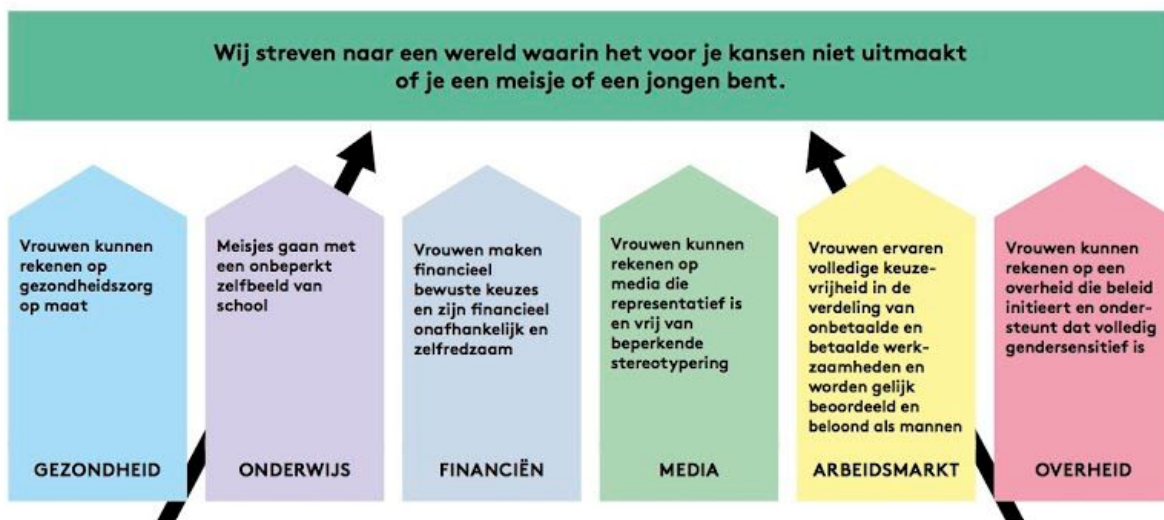 Wij streven naar een wereld waarin het voor je kansen niet uitmaakt
of je een meisje of een jongen bent.
Vrouwen kunnen
rekenen op
gezondheidszorg
op maat
GEZONDHEID
Meisjes gaan met
een onbeperkt
zelfbeeld van
school
ONDERWIJS
Vrouwen maken
financieel
bewuste keuzes
en zijn financieel
onafhankelijk en
zelfredzaam
FINANCIËN
Vrouwen kunnen
rekenen op
media die
representatief is
en vrij van
beperkende
stereotypering
MEDIA
Vrouwen ervaren
volledige keuze-
vrijheid in de
verdeling van
onbetaalde en
betaalde werk-
zaamheden en
worden gelijk
beoordeeld en
beloond als mannen
ARBEIDSMARKT
Vrouwen kunnen
rekenen op een
overheid die beleid
initieert en onder-
steunt dat volledig
gendersensitief is
OVERHEID